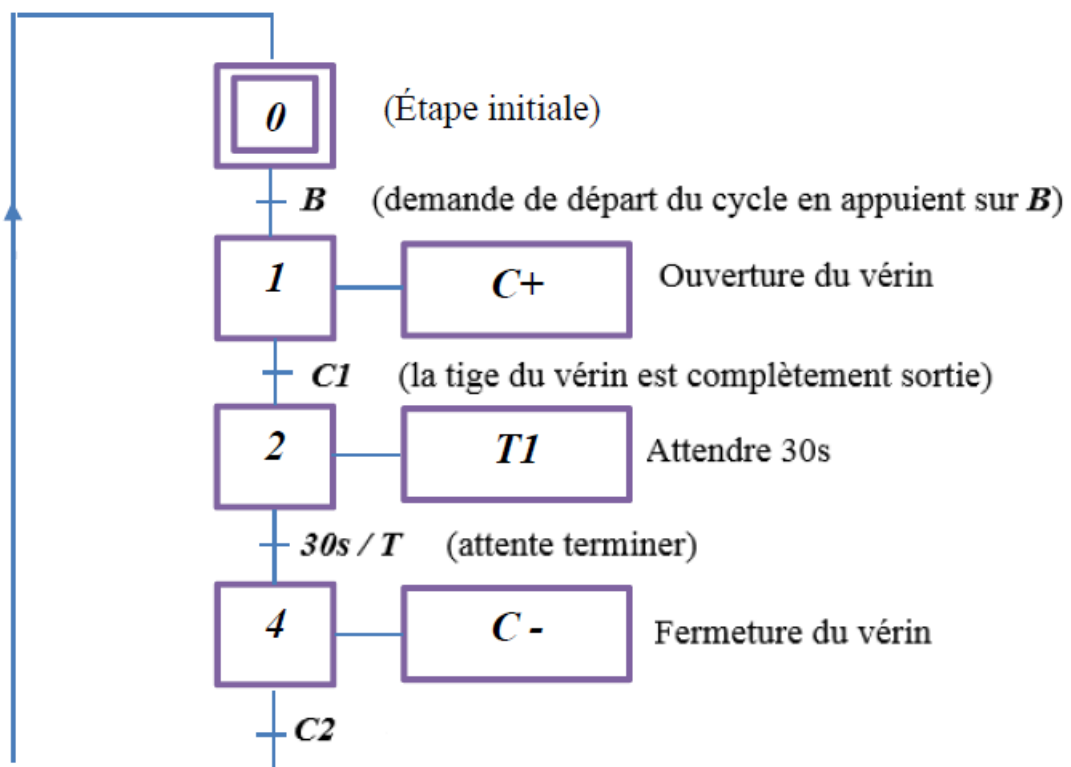 0 (Étape initiale)
B (demande de départ du cycle en appuient sur B)
1 C+ Ouverture du vérin
C1 (la tige du vérin est complètement sortie)
2 T1 Attendre 30s
30s / T (attente terminer)
4 C - Fermeture du vérin
C2